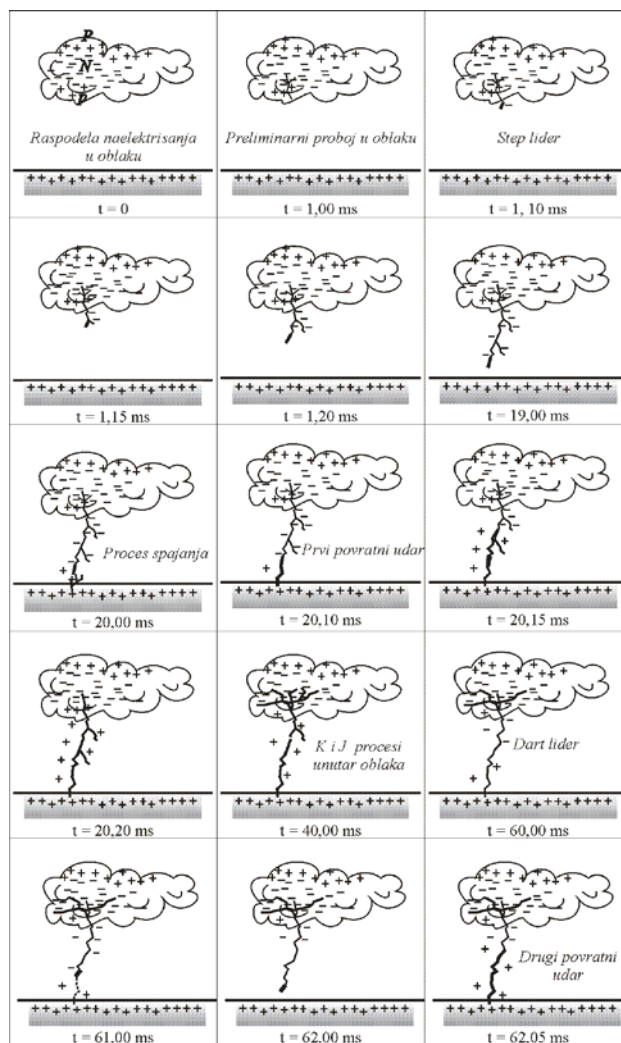 P
N
p
Raspodela naelektrisanja
u oblaku
t = 0
Preliminarni proboj u oblaku
t = 1,00 ms
Step lider
t = 1, 10 ms
t = 1,15 ms
t = 1,20 ms
t = 19,00 ms
Proces spajanja
t = 20,00 ms
Prvi povratni udar
t = 20,10 ms
t = 20,15 ms
t = 20,20 ms
K i J procesi
unutar oblaka
t = 40,00 ms
Dart lider
t = 60,00 ms
61,00 ms
t = 62,00 ms
Drugi povratni
udar
t = 62,05 ms